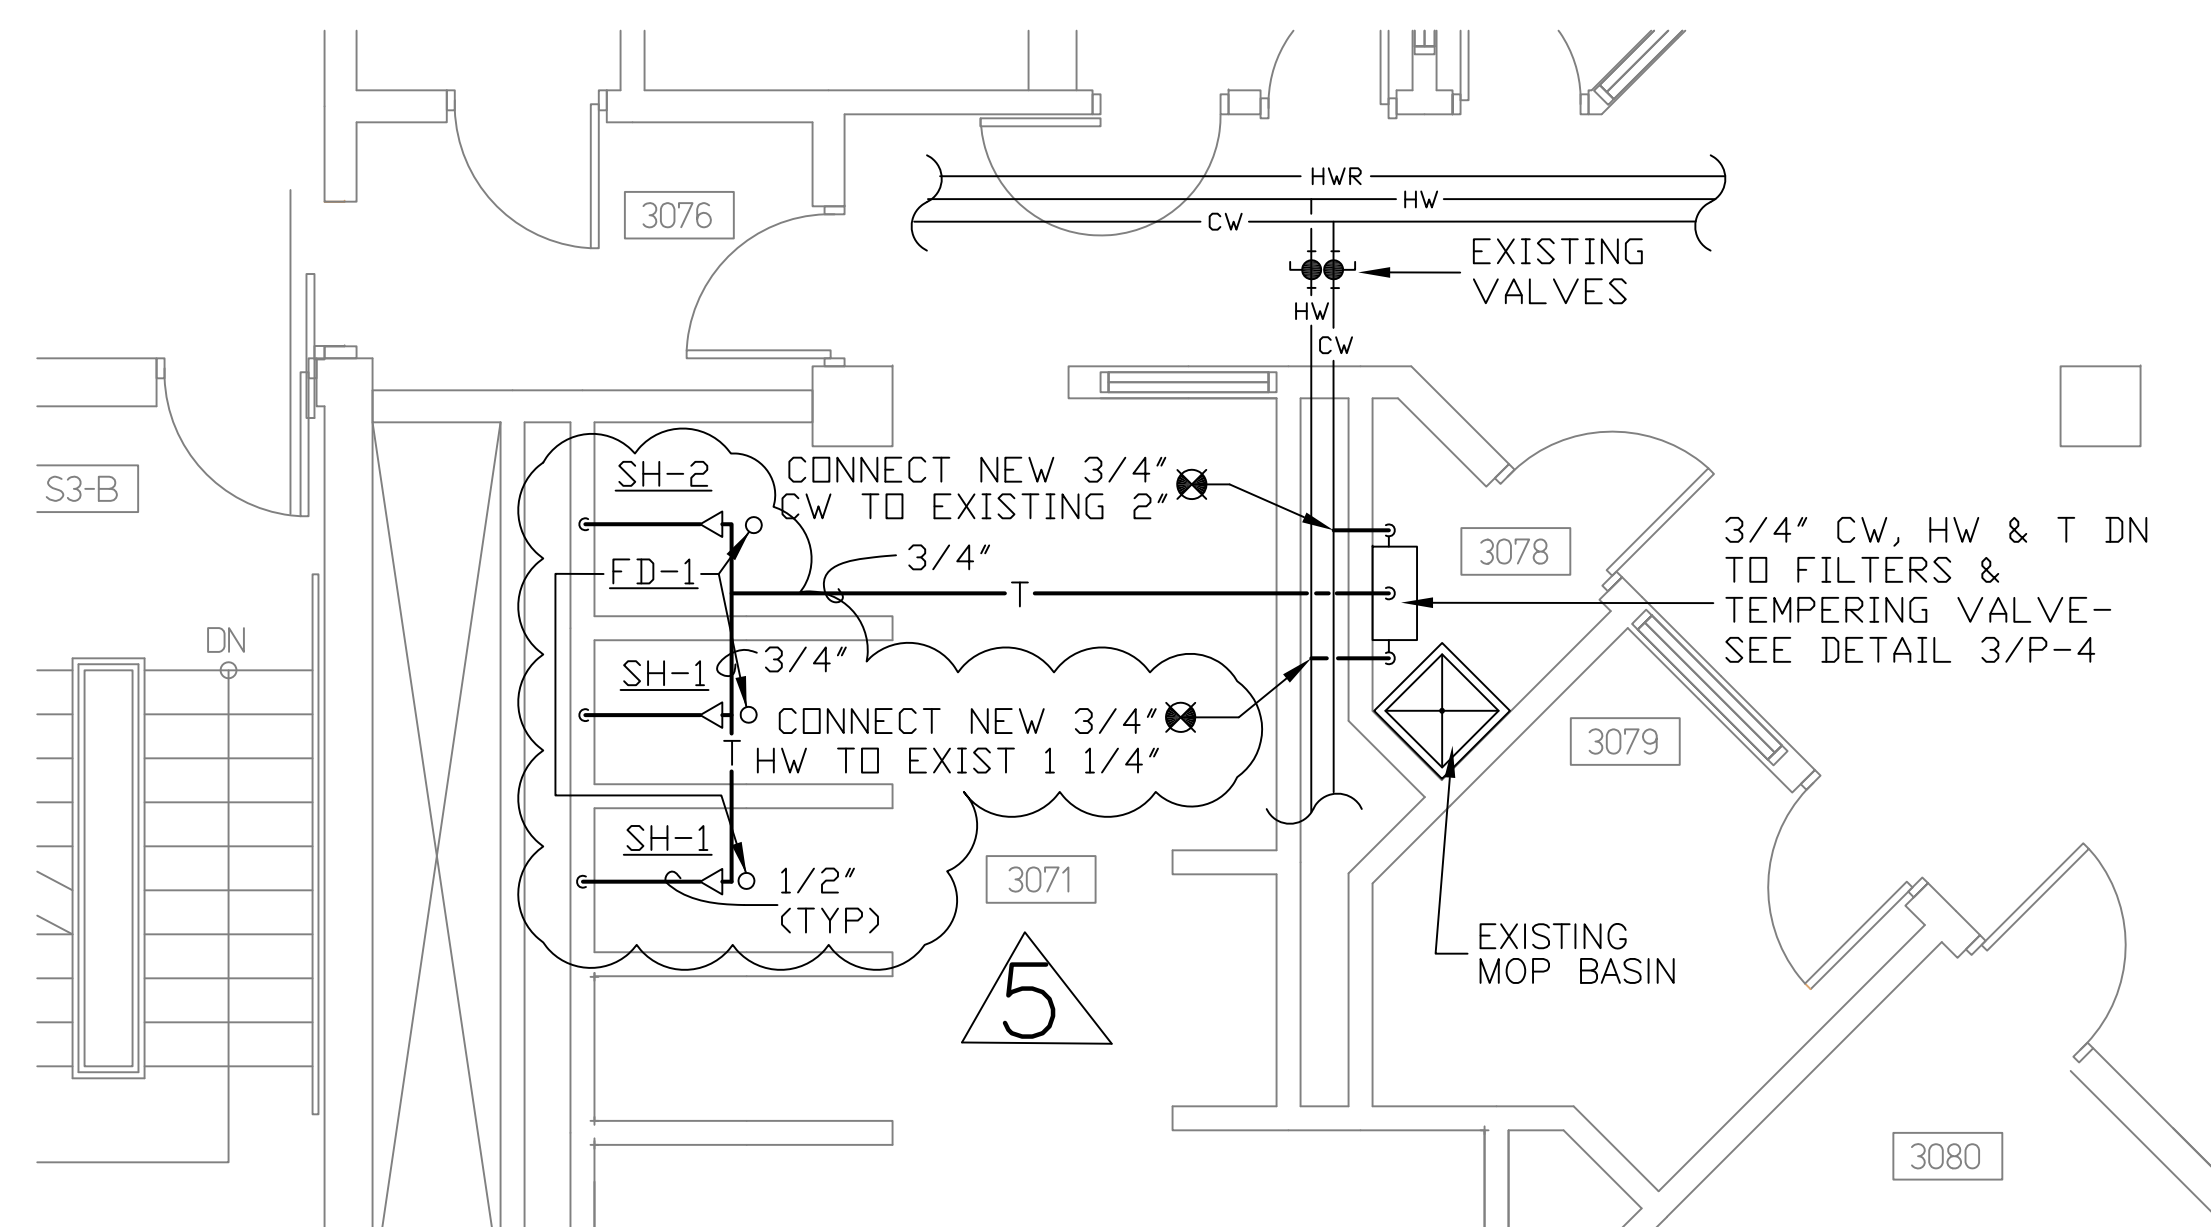 HWR
HW
CW
3076
EXISTING
VALVES
HW
CW
S3-B
SH-2
CONNECT NEW 3/4"
CW TO EXISTING 2"
3/4"
FD-1
T
3078
3/4" CW, HW & T DN
TO FILTERS &
TEMPERING VALVE-
SEE DETAIL 3/P-4
DN
SH-1
3/4"
CONNECT NEW 3/4"
HW TO EXIST 1 1/4"
T
3079
SH-1
1/2"
(TYP)
3071
EXISTING
MOP BASIN
5
3080